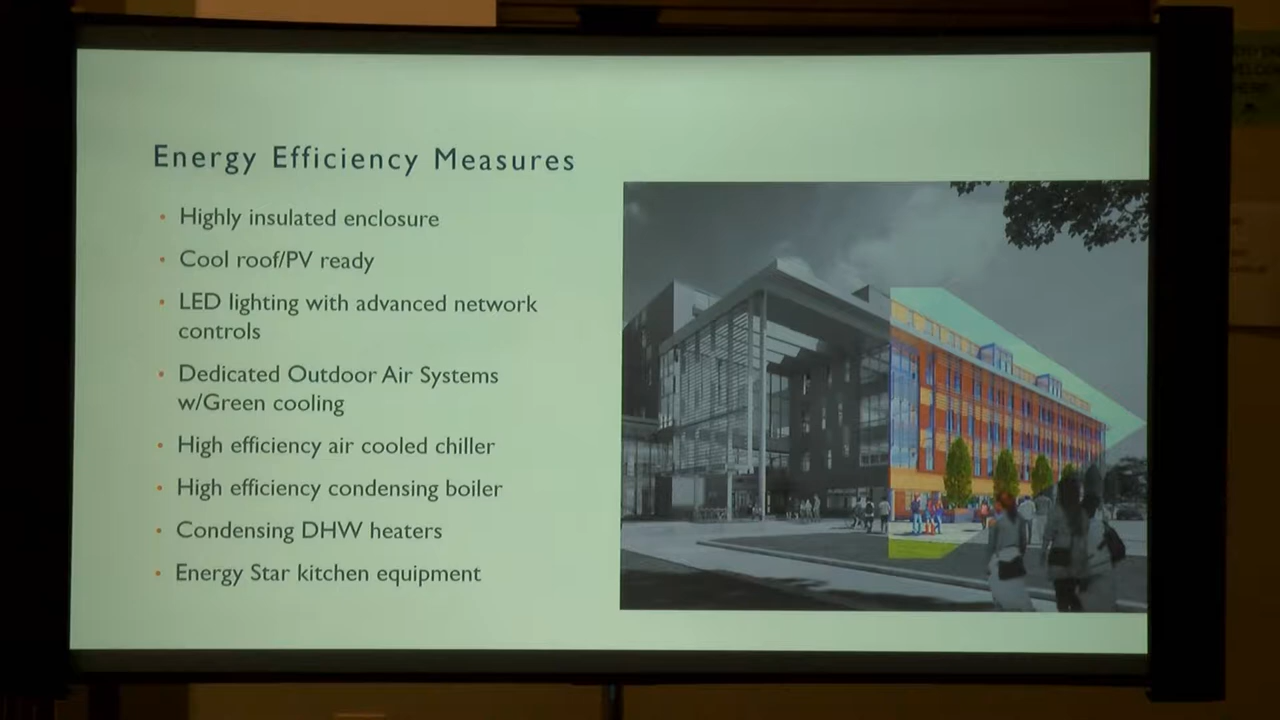 Energy Efficiency Measures
• Highly insulated enclosure
• Cool roof/PV ready
• LED lighting with advanced network
controls
• Dedicated Outdoor Air Systems
w/Green cooling
• High efficiency air cooled chiller
• High efficiency condensing boiler
• Condensing DHW heaters
• Energy Star kitchen equipment